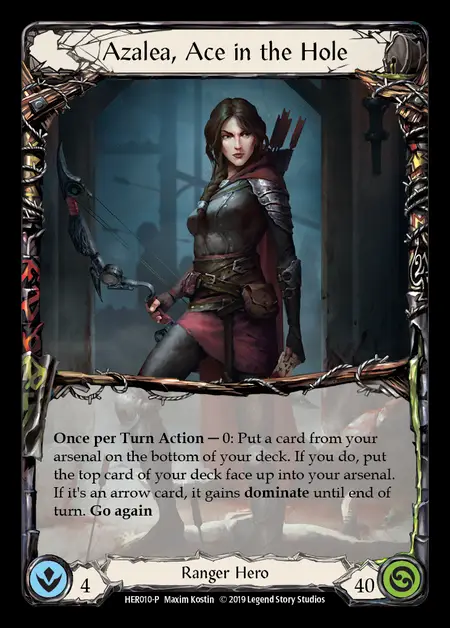 Azalea, Ace in the Hole
Once per Turn Action — 0: Put a card from your
arsenal on the bottom of your deck. If you do, put
the top card of your deck face up into your arsenal.
If it's an arrow card, it gains dominate until end of
turn. Go again
4
Ranger Hero
40
HER010-P Maxim Kostin © 2019 Legend Story Studios